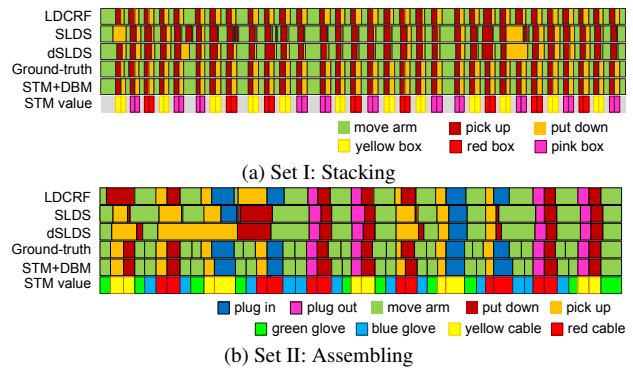 LDCRF
SLDS
dSLDS
Ground-truth
STM+DBM
STM value
move arm pick up put down
yellow box red box pink box
(a) Set I: Stacking
LDCRF
SLDS
dSLDS
Ground-truth
STM+DBM
STM value
plug in plug out move arm put down pick up
green glove blue glove yellow cable red cable
(b) Set II: Assembling